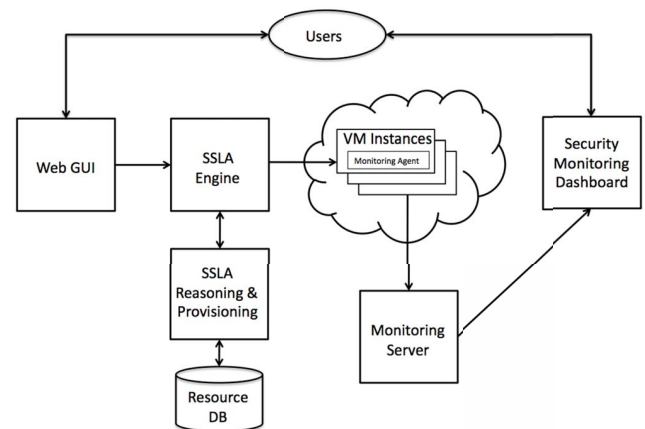 Users
Web GUI
SSLA
Engine
VM Instances
Monitoring Agent
Security
Monitoring
Dashboard
SSLA
Reasoning &
Provisioning
Monitoring
Server
Resource
DB